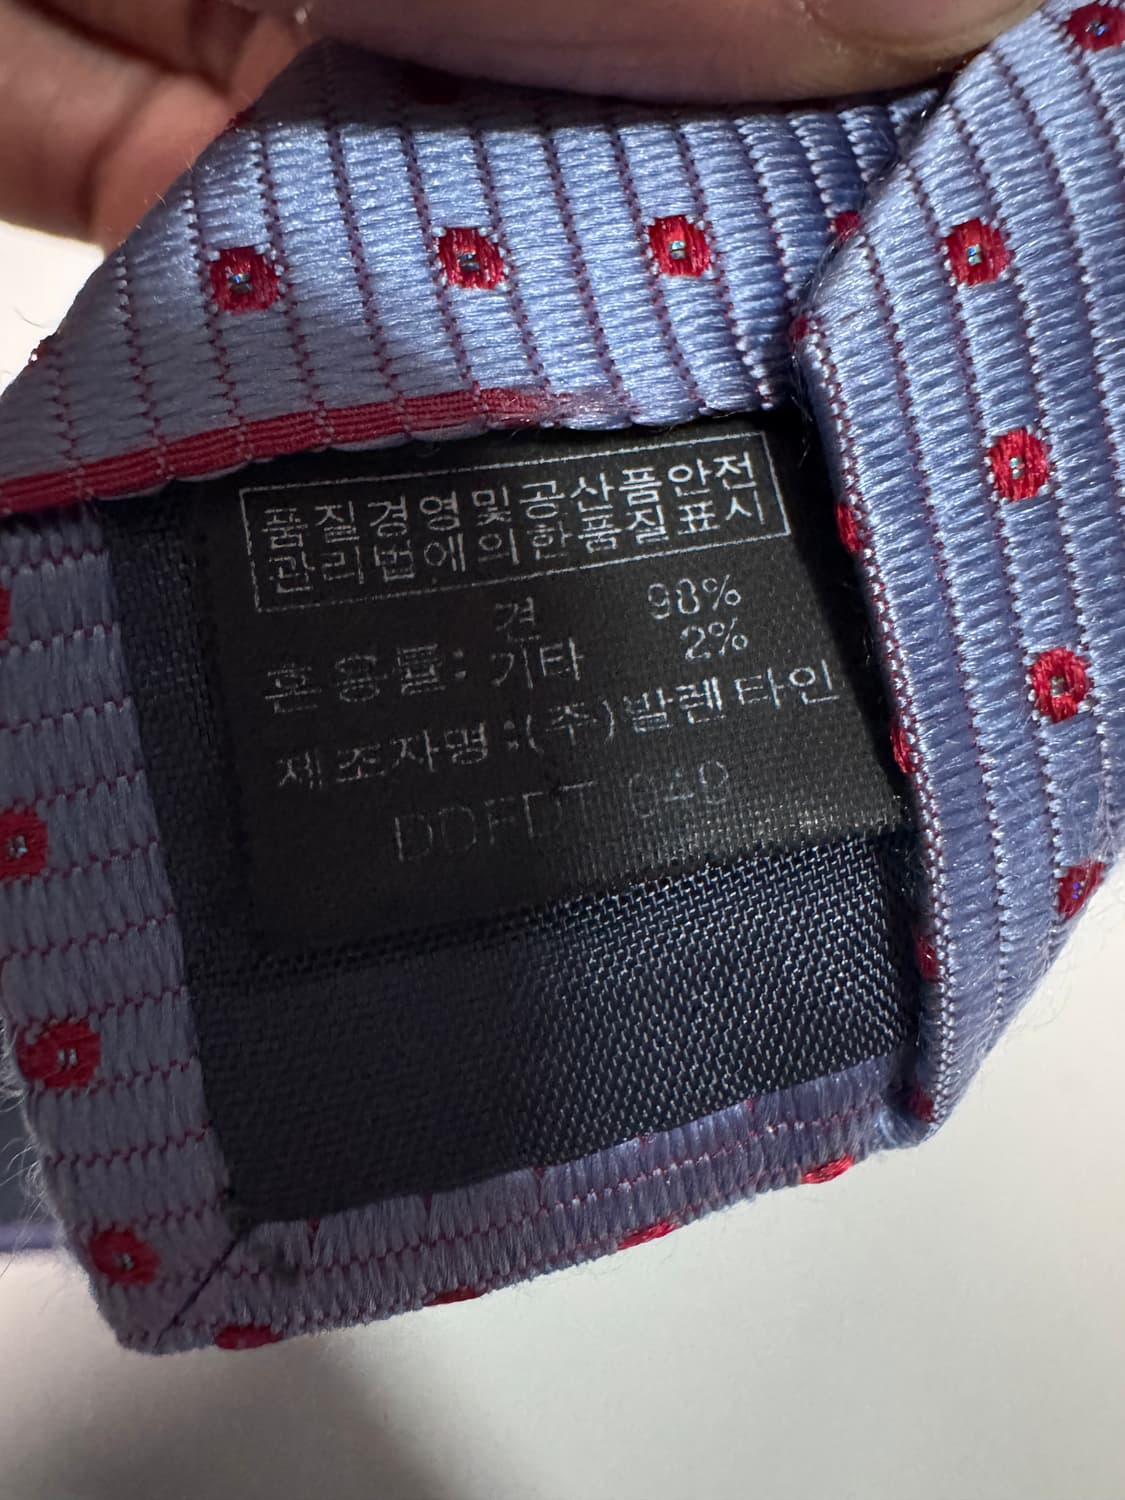 품질경영및공산품안전
관리법에의한품질표시
견 98%
혼용률: 기타 2%
제조자명:(주)발렌타인